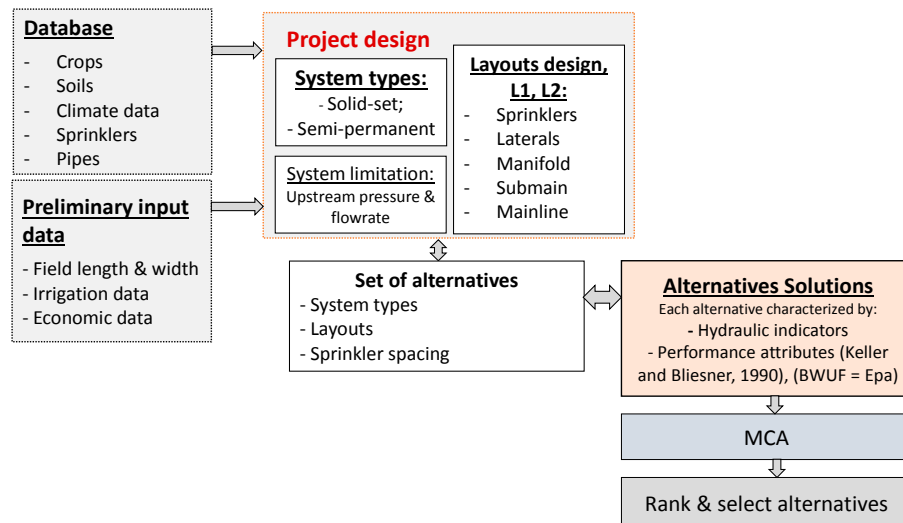 Database
- Crops
- Soils
- Climate data
- Sprinklers
- Pipes
Preliminary input
data
- Field length & width
- Irrigation data
- Economic data
Project design
System types:
- Solid-set;
- Semi-permanent
System limitation:
Upstream pressure &
flowrate
Layouts design,
L1, L2:
- Sprinklers
- Laterals
- Manifold
- Submain
- Mainline
Set of alternatives
- System types
- Layouts
- Sprinkler spacing
Alternatives Solutions
Each alternative characterized by:
- Hydraulic indicators
- Performance attributes (Keller
and Bliesner, 1990), (BWUF = Epa)
MCA
Rank & select alternatives